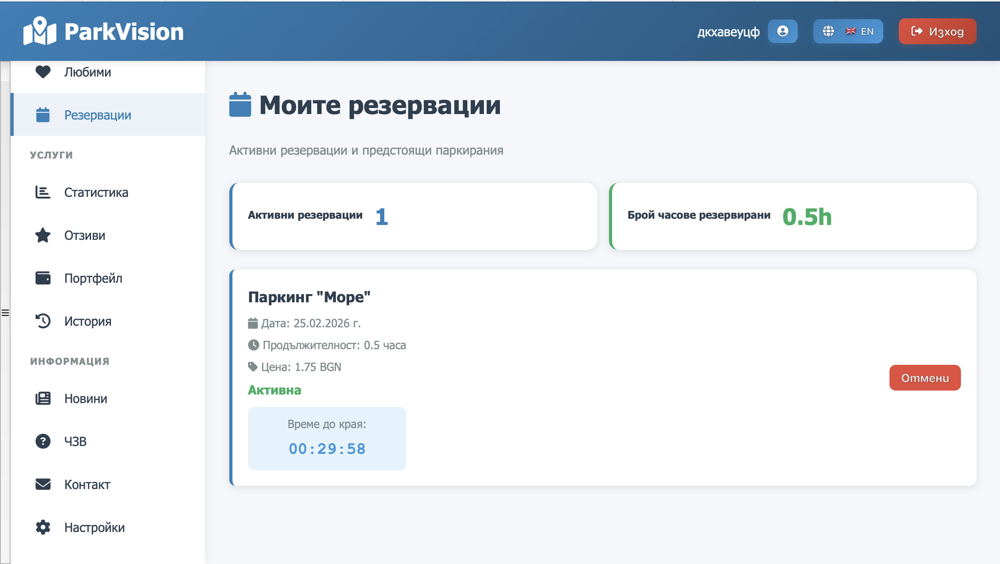 ParkVision
дкхавеуцф
🇬🇧 EN
Изход
Любими
Резервации
УСЛУГИ
Статистика
Отзиви
Портфейл
История
ИНФОРМАЦИЯ
Новини
ЧЗВ
Контакт
Настройки
Моите резервации
Активни резервации и предстоящи паркирания
Активни резервации 1
Брой часове резервирани 0.5h
Паркинг "Море"
Дата: 25.02.2026 г.
Продължителност: 0.5 часа
Цена: 1.75 BGN
Активна
Време до края:
00:29:58
Отмени